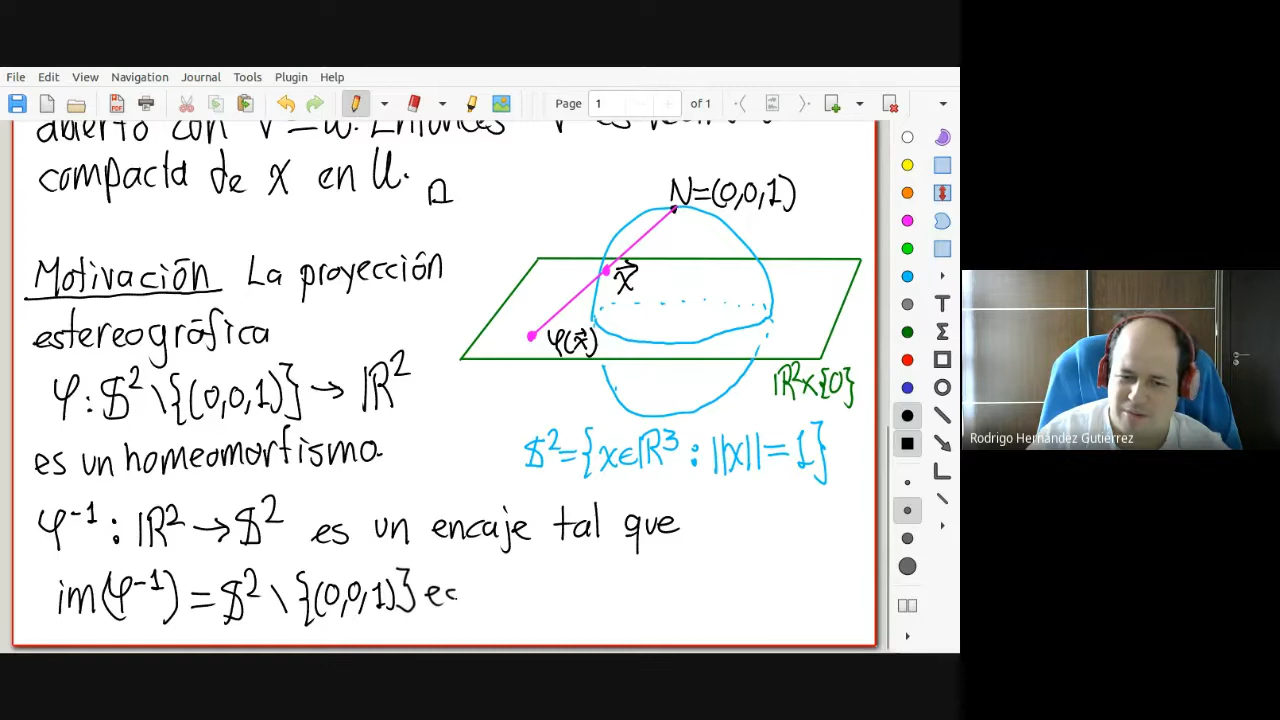 File Edit View Navigation Journal Tools Plugin Help
Page 1 of 1
abierto con
compacta de x en U.
N=(0,0,1)
Motivación La proyección
estereográfica
x⃗
φ(x⃗)
φ: 𝕊²\{(0,0,1)} → ℝ²
ℝ²×{0}
es un homeomorfismo.
𝕊²={x∈ℝ³ : ||x||=1}
φ⁻¹: ℝ² → 𝕊² es un encaje tal que
im(φ⁻¹) = 𝕊² \ {(0,0,1)} es
Rodrigo Hernández Gutiérrez